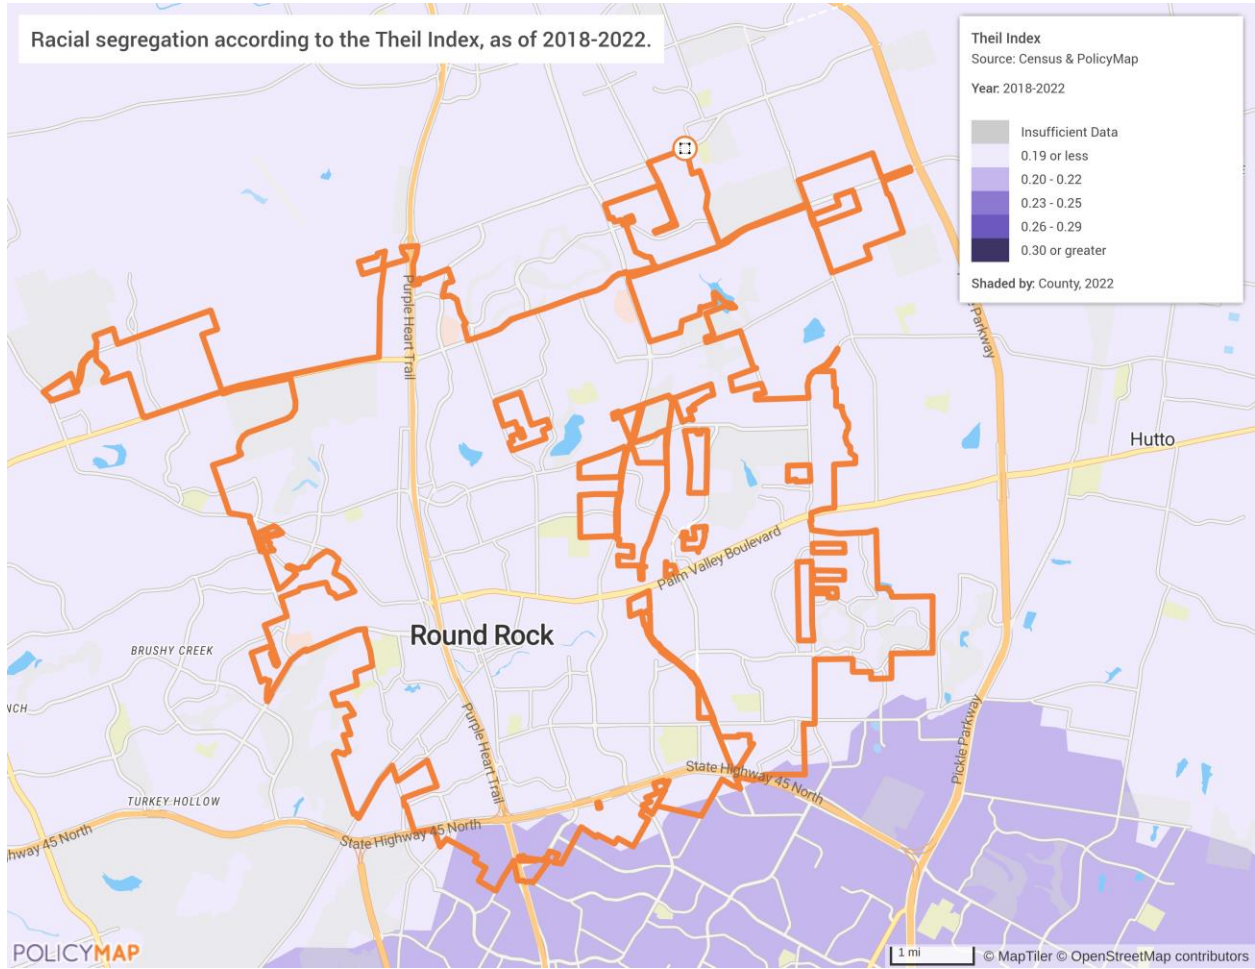 Racial segregation according to the Theil Index, as of 2018-2022.
Theil Index
Source: Census & PolicyMap
Year: 2018-2022
Insufficient Data
0.19 or less
0.20 - 0.22
0.23 - 0.25
0.26 - 0.29
0.30 or greater
Shaded by: County, 2022
Purple Heart Trail
Parkway
Hutto
Palm Valley Boulevard
Round Rock
BRUSHY CREEK
NCH
Purple Heart Trail
Pickle Parkway
State Highway 45 North
TURKEY HOLLOW
State Highway 45 North
hway 45 North
POLICYMAP
1 mi
© MapTiler © OpenStreetMap contributors